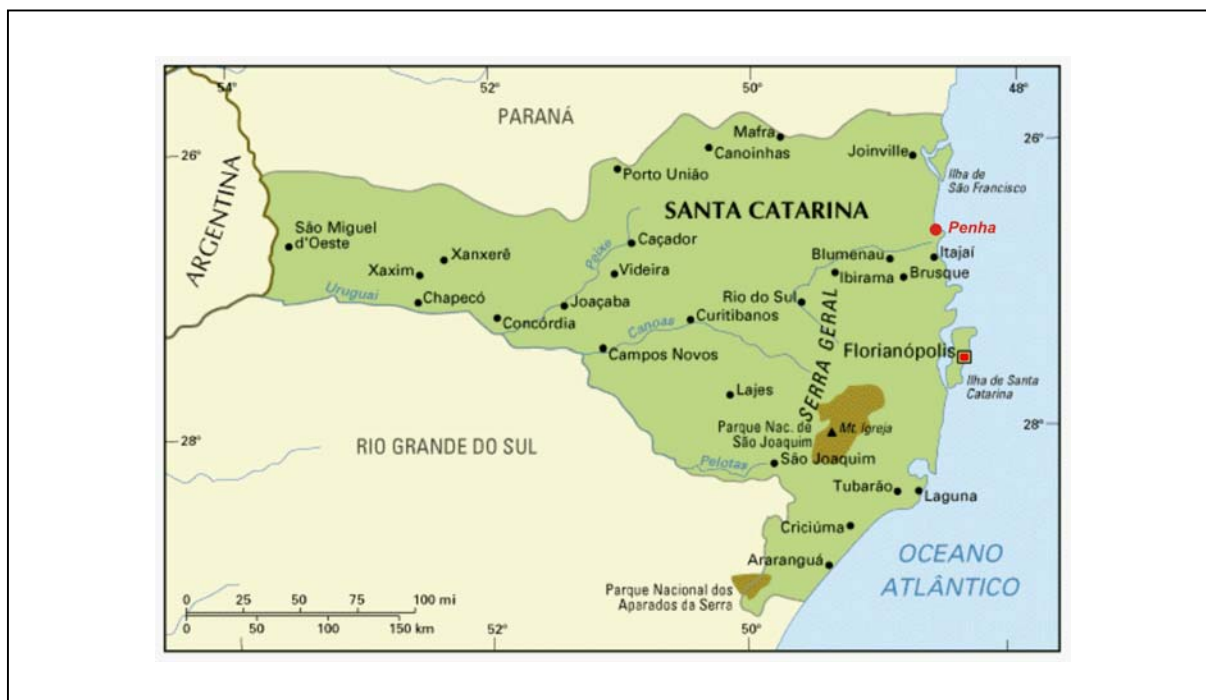 54°
52°
50°
48°
PARANÁ
Mafra
Canoinhas
Joinville
26°
26°
Porto União
Ilha de
São Francisco
ARGENTINA
SANTA CATARINA
São Miguel
d'Oeste
Caçador
Penha
Xanxerê
Peixe
Blumenau
Itajaí
Xaxim
Videira
Ibirama
Brusque
Uruguai
Chapecó
Joaçaba
Rio do Sul
Concórdia
Canoas
Curitibanos
Campos Novos
SERRA GERAL
Florianópolis
Lajes
Ilha de Santa
Catarina
Parque Nac. de
São Joaquim
Mt. Igreja
28°
28°
RIO GRANDE DO SUL
Pelotas
São Joaquim
Tubarão
Laguna
Criciúma
Araranguá
OCEANO
ATLÂNTICO
Parque Nacional dos
Aparados da Serra
0 25 50 75 100 mi
0 50 100 150 km
52°
50°